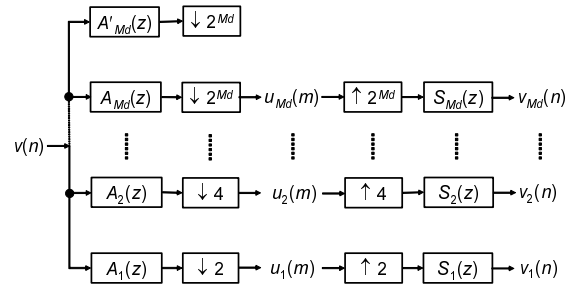 A′Md(z) ↓ 2Md
AMd(z) ↓ 2Md uMd(m) ↑ 2Md SMd(z) vMd(n)
v(n)
A2(z) ↓ 4 u2(m) ↑ 4 S2(z) v2(n)
A1(z) ↓ 2 u1(m) ↑ 2 S1(z) v1(n)